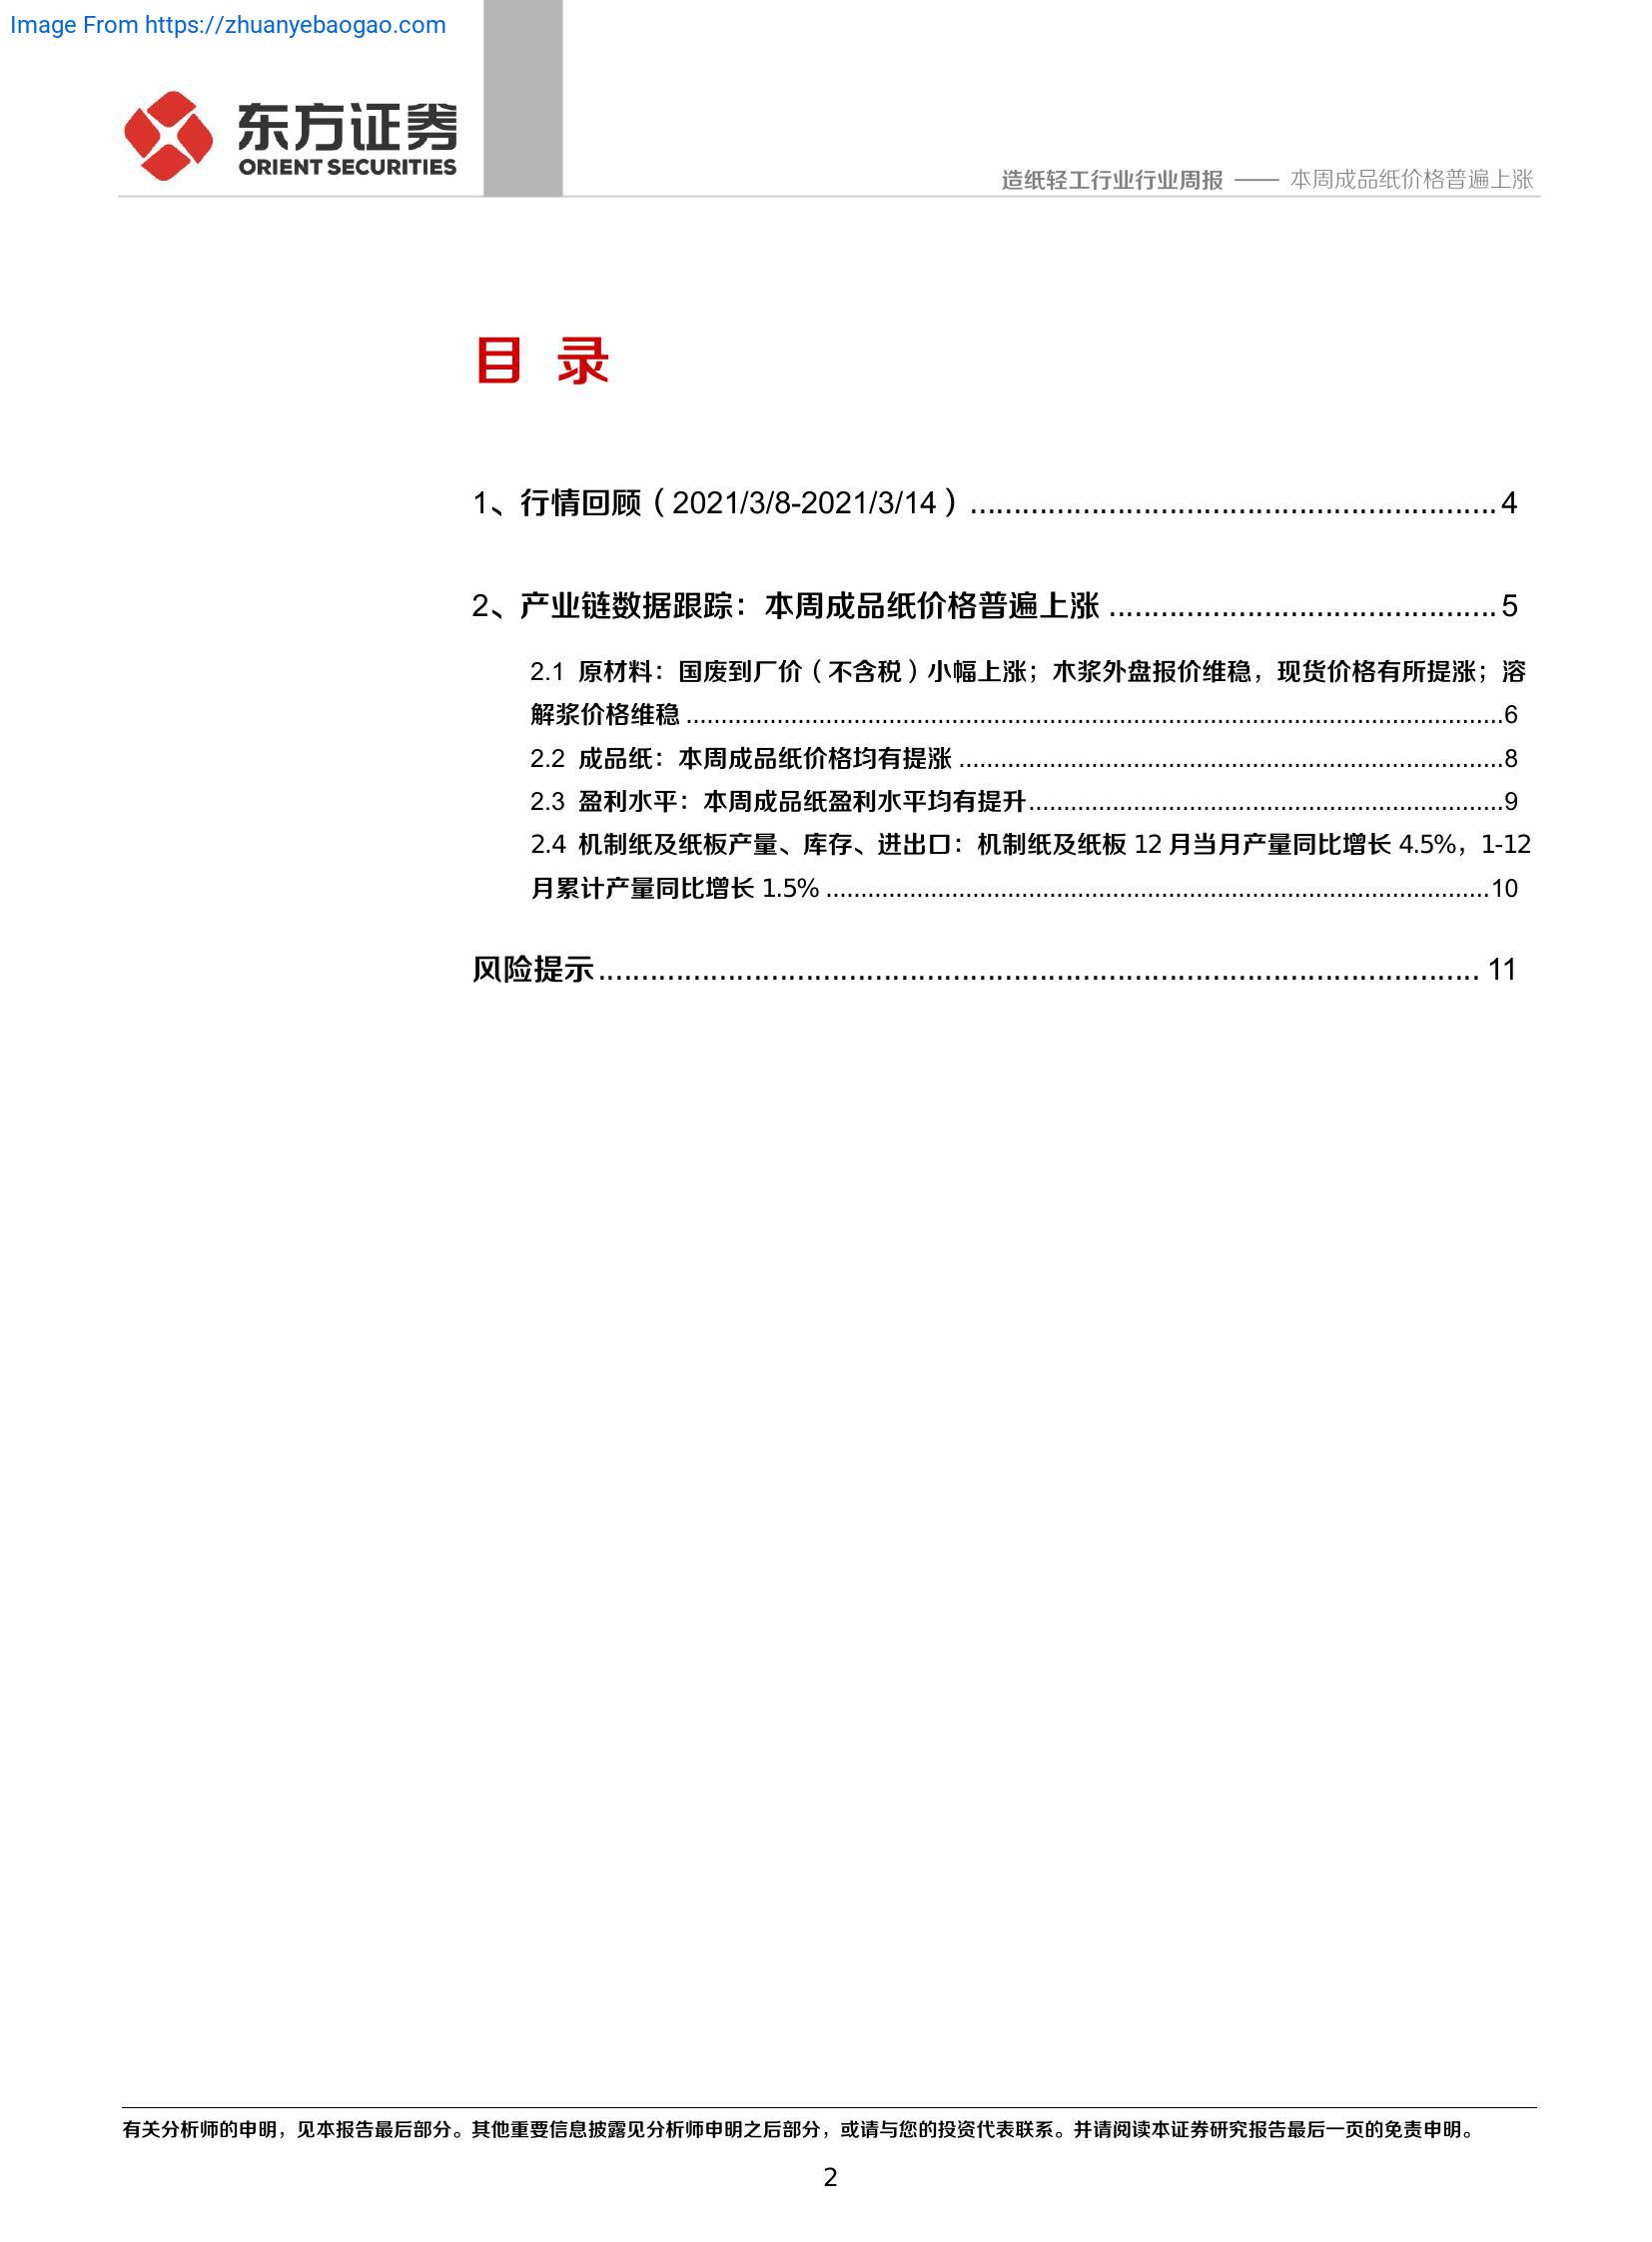 Image From https://zhuanyebaogao.com
东方证券
ORIENT SECURITIES
造纸轻工行业行业周报 —— 本周成品纸价格普遍上涨
目 录
1、行情回顾（2021/3/8-2021/3/14）............................................................4
2、产业链数据跟踪：本周成品纸价格普遍上涨 ............................................5
2.1 原材料：国废到厂价（不含税）小幅上涨；木浆外盘报价维稳，现货价格有所提涨；溶
解浆价格维稳 ....................................................................................................................6
2.2 成品纸：本周成品纸价格均有提涨 ..............................................................................8
2.3 盈利水平：本周成品纸盈利水平均有提升....................................................................9
2.4 机制纸及纸板产量、库存、进出口：机制纸及纸板 12 月当月产量同比增长 4.5%，1-12
月累计产量同比增长 1.5% ..............................................................................................10
风险提示..................................................................................................... 11
有关分析师的申明，见本报告最后部分。其他重要信息披露见分析师申明之后部分，或请与您的投资代表联系。并请阅读本证券研究报告最后一页的免责申明。
2